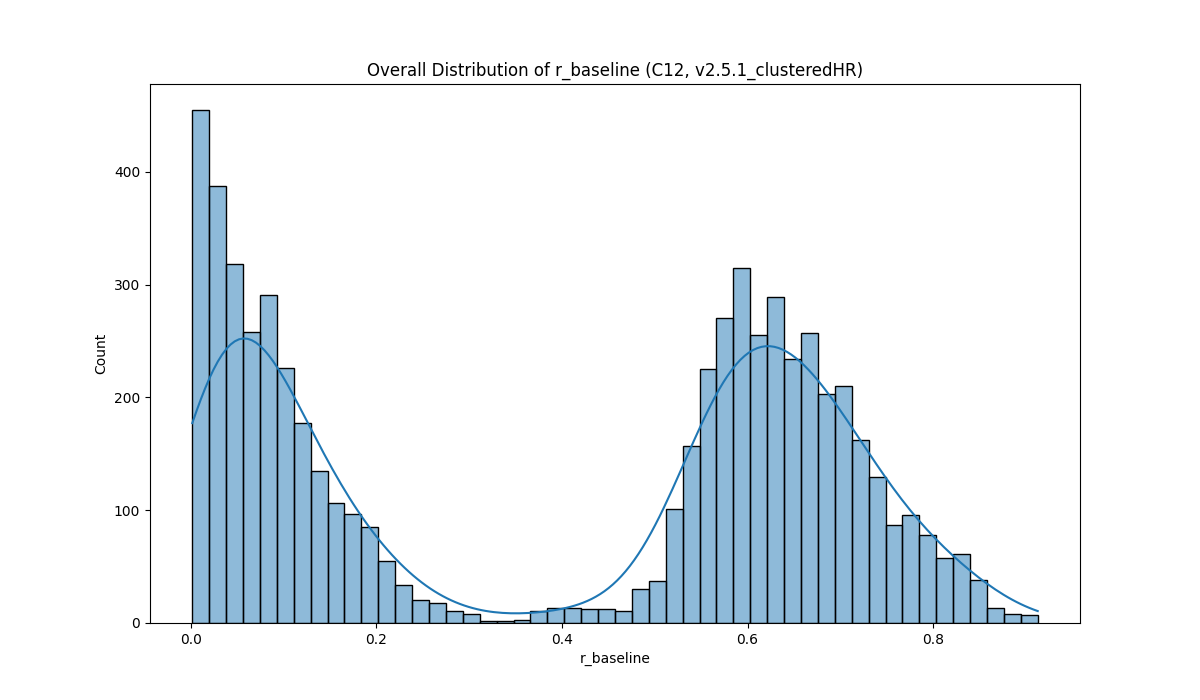 Overall Distribution of r_baseline (C12, v2.5.1_clusteredHR)
Count
400
300
200
100
0
0.0 0.2 0.4 0.6 0.8
r_baseline